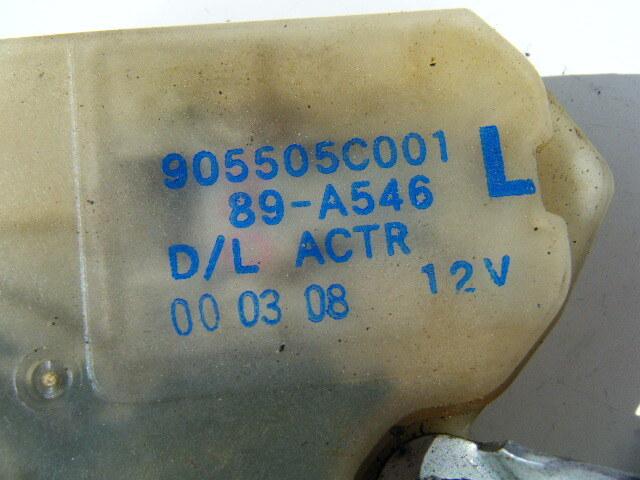 905505C001 L
89-A546
D/L ACTR
00 03 08 12V